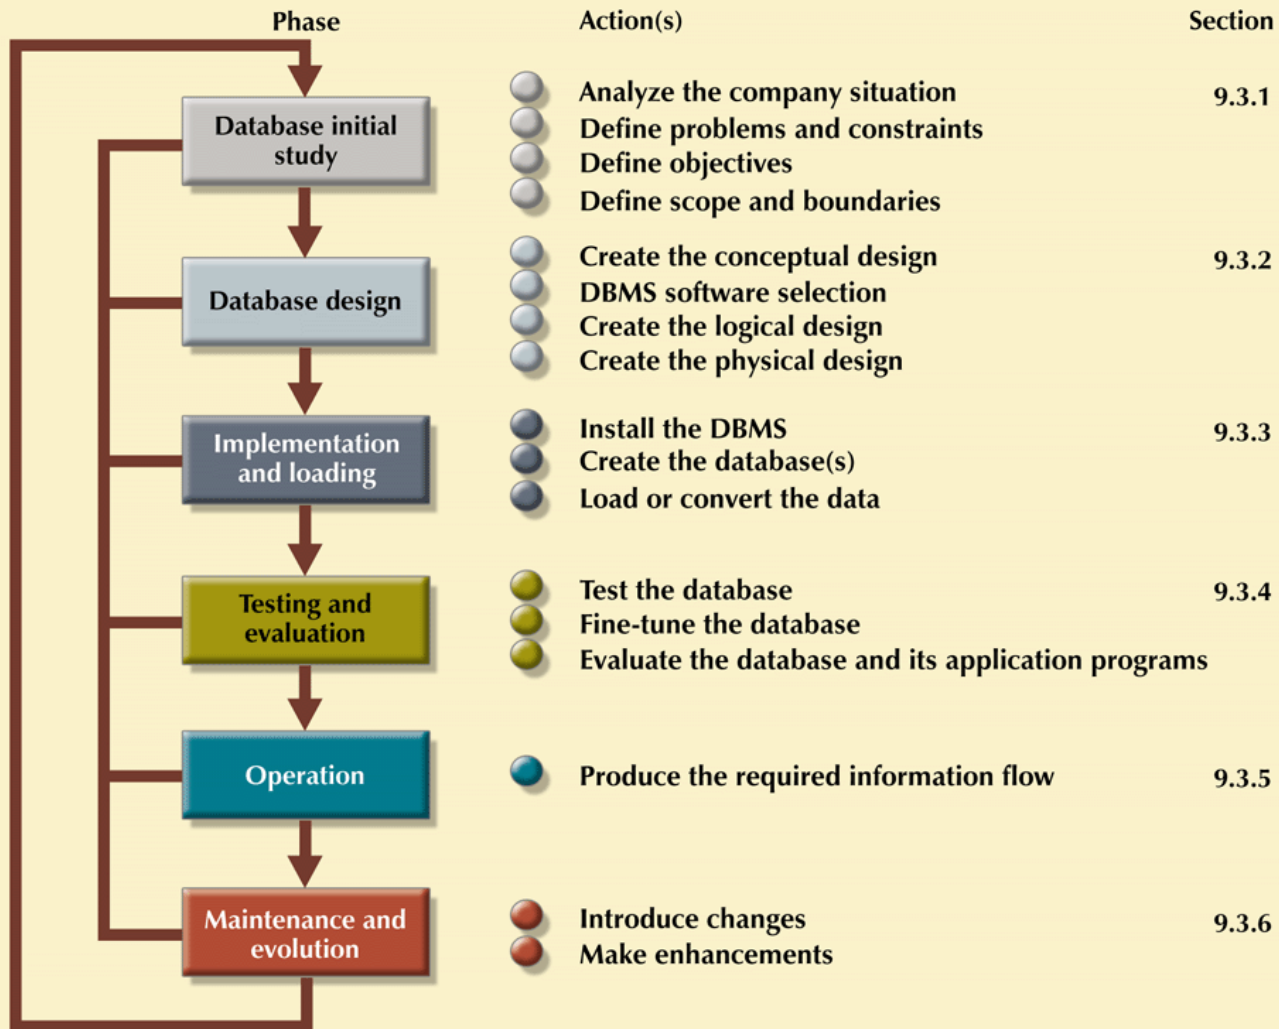 Phase Action(s) Section
Database initial
study
Analyze the company situation 9.3.1
Define problems and constraints
Define objectives
Define scope and boundaries
Database design
Create the conceptual design 9.3.2
DBMS software selection
Create the logical design
Create the physical design
Implementation
and loading
Install the DBMS 9.3.3
Create the database(s)
Load or convert the data
Testing and
evaluation
Test the database 9.3.4
Fine-tune the database
Evaluate the database and its application programs
Operation
Produce the required information flow 9.3.5
Maintenance and
evolution
Introduce changes 9.3.6
Make enhancements